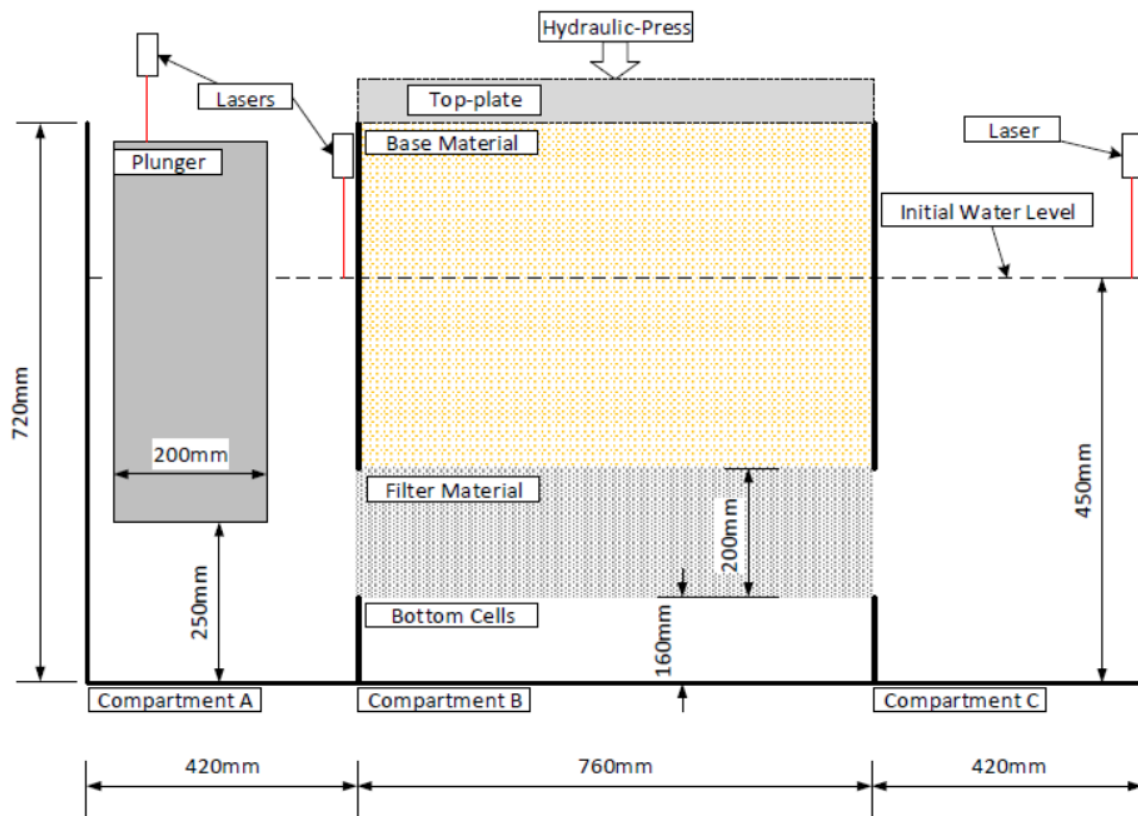 Hydraulic-Press
Lasers
Top-plate
Laser
Base Material
Plunger
Initial Water Level
720mm
200mm
Filter Material
200mm
450mm
250mm
Bottom Cells
160mm
Compartment A
Compartment B
Compartment C
420mm
760mm
420mm